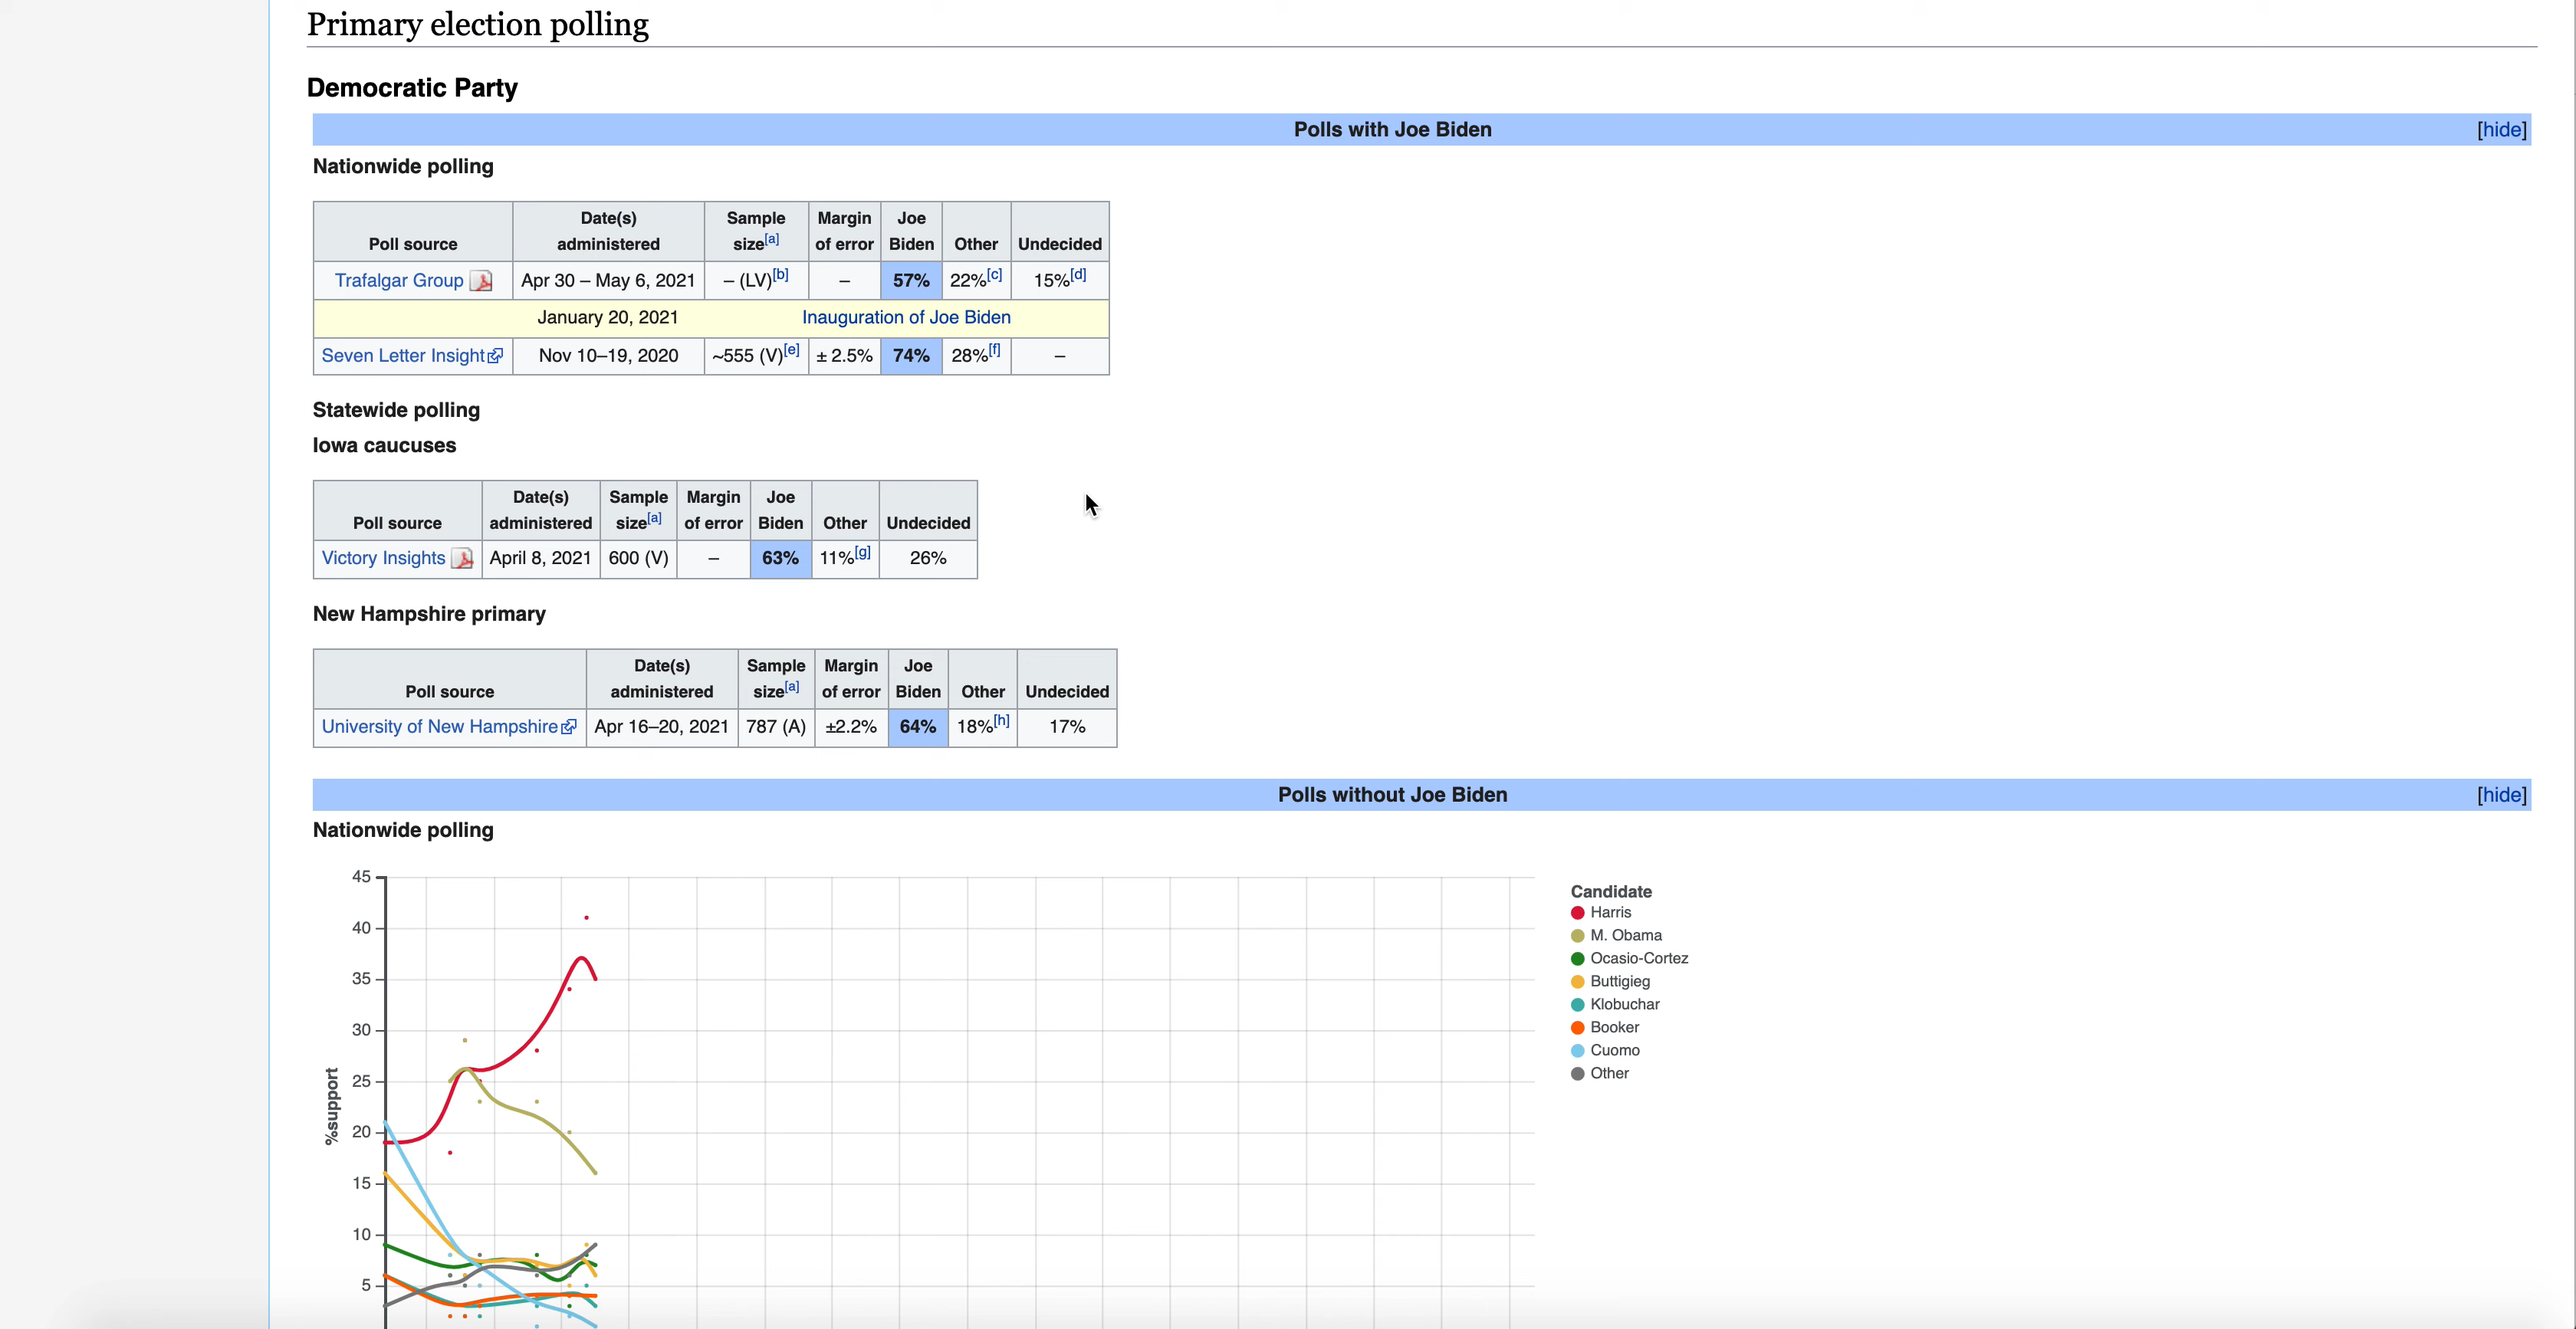 Primary election polling
Democratic Party
Polls with Joe Biden [hide]
Nationwide polling
Poll source Date(s) administered Sample size[a] Margin of error Joe Biden Other Undecided
Trafalgar Group Apr 30 – May 6, 2021 – (LV)[b] – 57% 22%[c] 15%[d]
January 20, 2021 Inauguration of Joe Biden
Seven Letter Insight Nov 10–19, 2020 ~555 (V)[e] ± 2.5% 74% 28%[f] –
Statewide polling
Iowa caucuses
Poll source Date(s) administered Sample size[a] Margin of error Joe Biden Other Undecided
Victory Insights April 8, 2021 600 (V) – 63% 11%[g] 26%
New Hampshire primary
Poll source Date(s) administered Sample size[a] Margin of error Joe Biden Other Undecided
University of New Hampshire Apr 16–20, 2021 787 (A) ±2.2% 64% 18%[h] 17%
Polls without Joe Biden [hide]
Nationwide polling
45
40
35
30
25
20
15
10
5
%support
Candidate
Harris
M. Obama
Ocasio-Cortez
Buttigieg
Klobuchar
Booker
Cuomo
Other